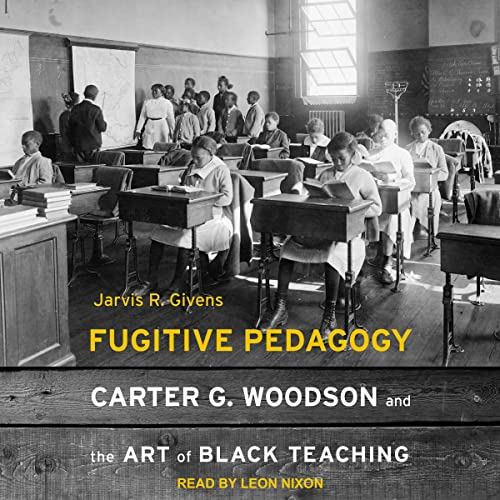 Jarvis R. Givens
FUGITIVE PEDAGOGY
CARTER G. WOODSON and
the ART of BLACK TEACHING
READ BY LEON NIXON